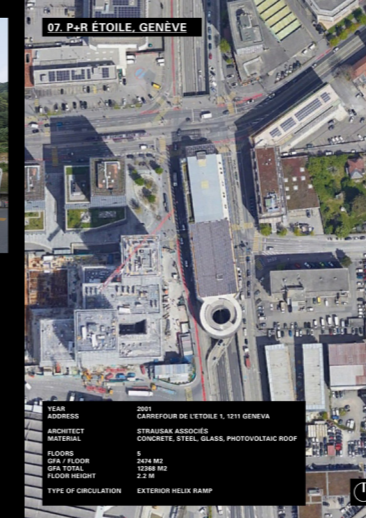 07. P+R ÉTOILE, GENÈVE
YEAR 2001
ADDRESS CARREFOUR DE L'ETOILE 1, 1211 GENEVA
ARCHITECT STRAUSAK ASSOCIÉS
MATERIAL CONCRETE, STEEL, GLASS, PHOTOVOLTAIC ROOF
FLOORS 5
GFA / FLOOR 2474 M2
GFA TOTAL 12368 M2
FLOOR HEIGHT 2.2 M
TYPE OF CIRCULATION EXTERIOR HELIX RAMP